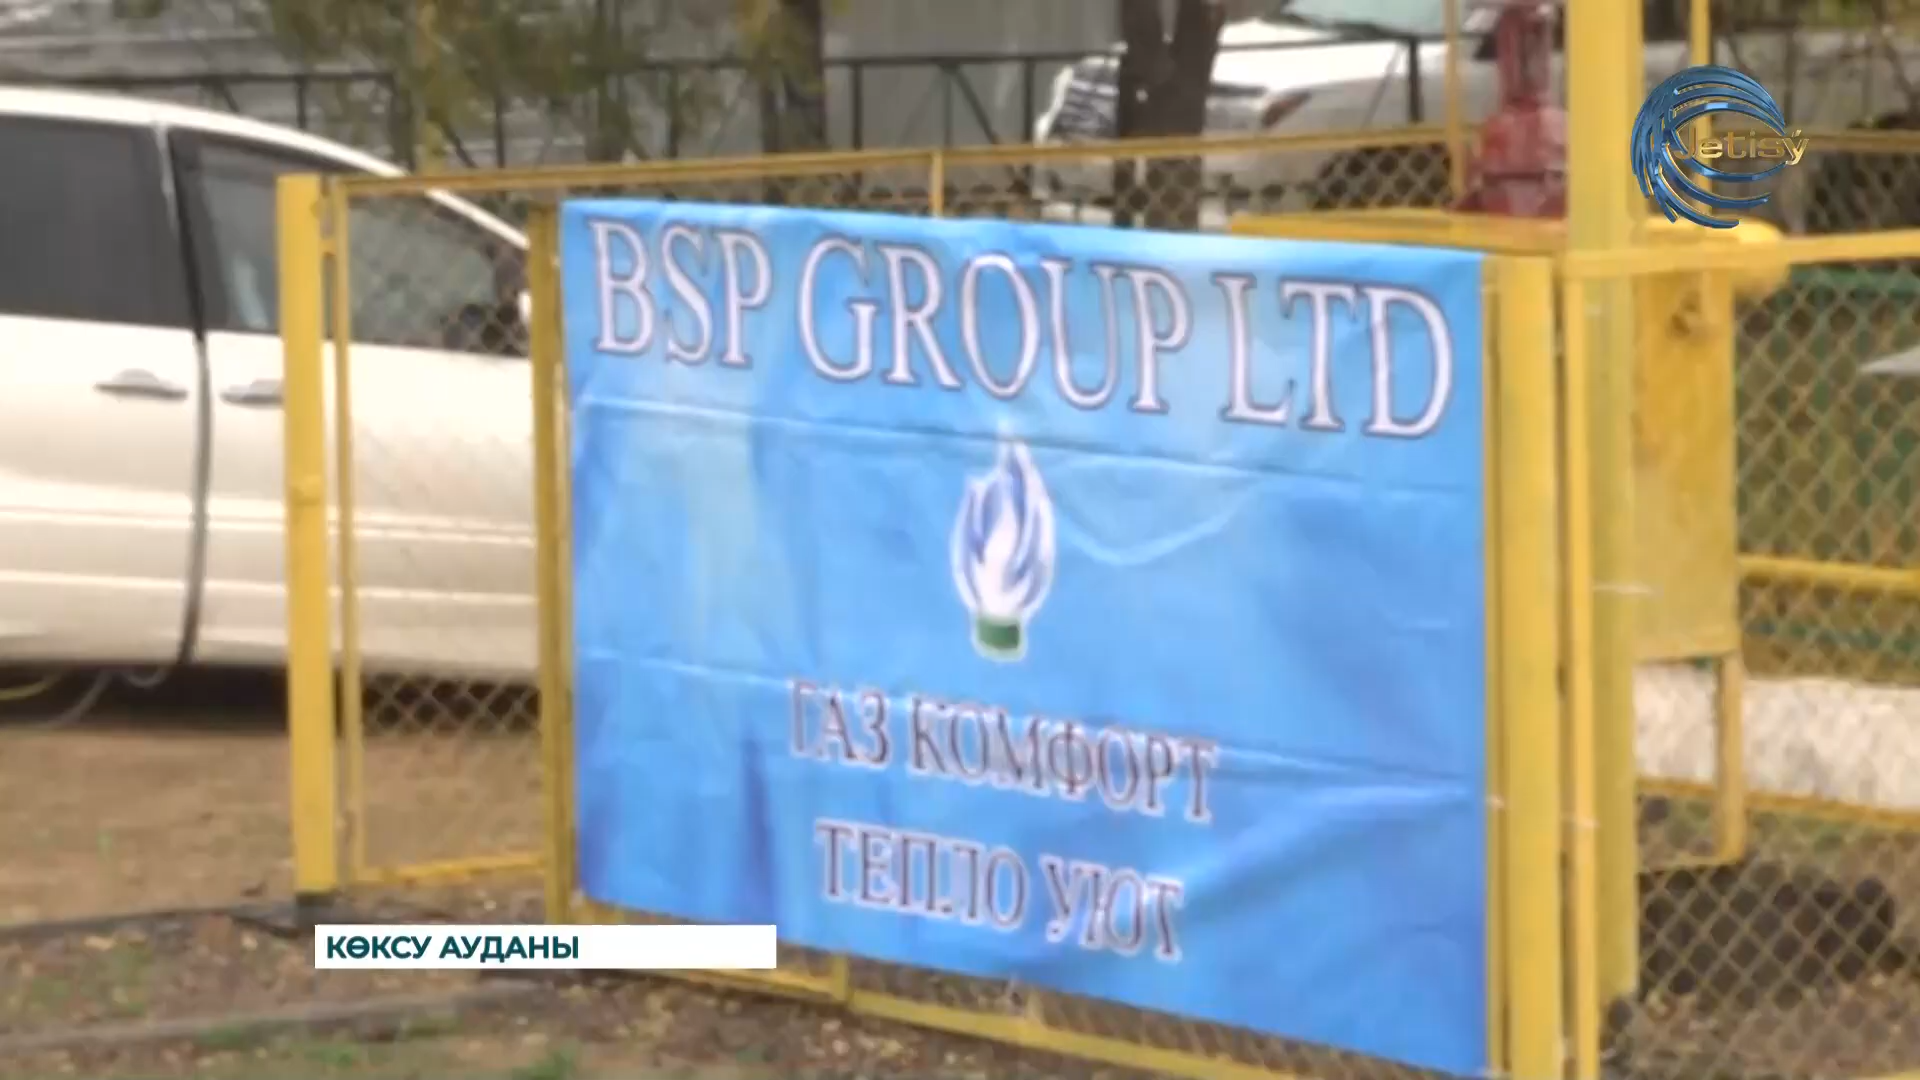 Jetisý
BSP GROUP LTD
ГАЗ КОМФОРТ
ТЕПЛО УЮТ
КӨКСУ АУДАНЫ